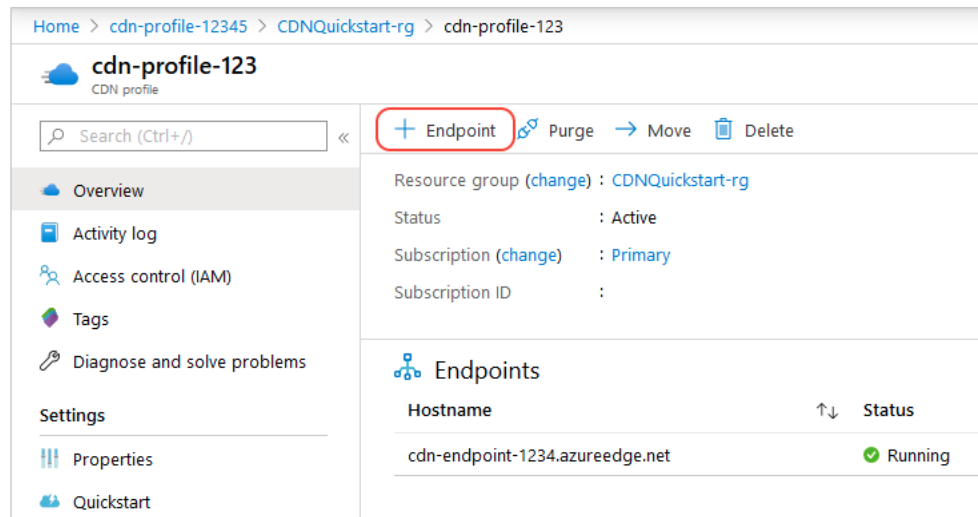 Home > cdn-profile-12345 > CDNQuickstart-rg > cdn-profile-123
cdn-profile-123
CDN profile
Search (Ctrl+/)
«
Overview
Activity log
Access control (IAM)
Tags
Diagnose and solve problems
Settings
Properties
Quickstart
+ Endpoint Purge → Move Delete
Resource group (change) : CDNQuickstart-rg
Status : Active
Subscription (change) : Primary
Subscription ID :
Endpoints
Hostname ↑↓ Status
cdn-endpoint-1234.azureedge.net Running